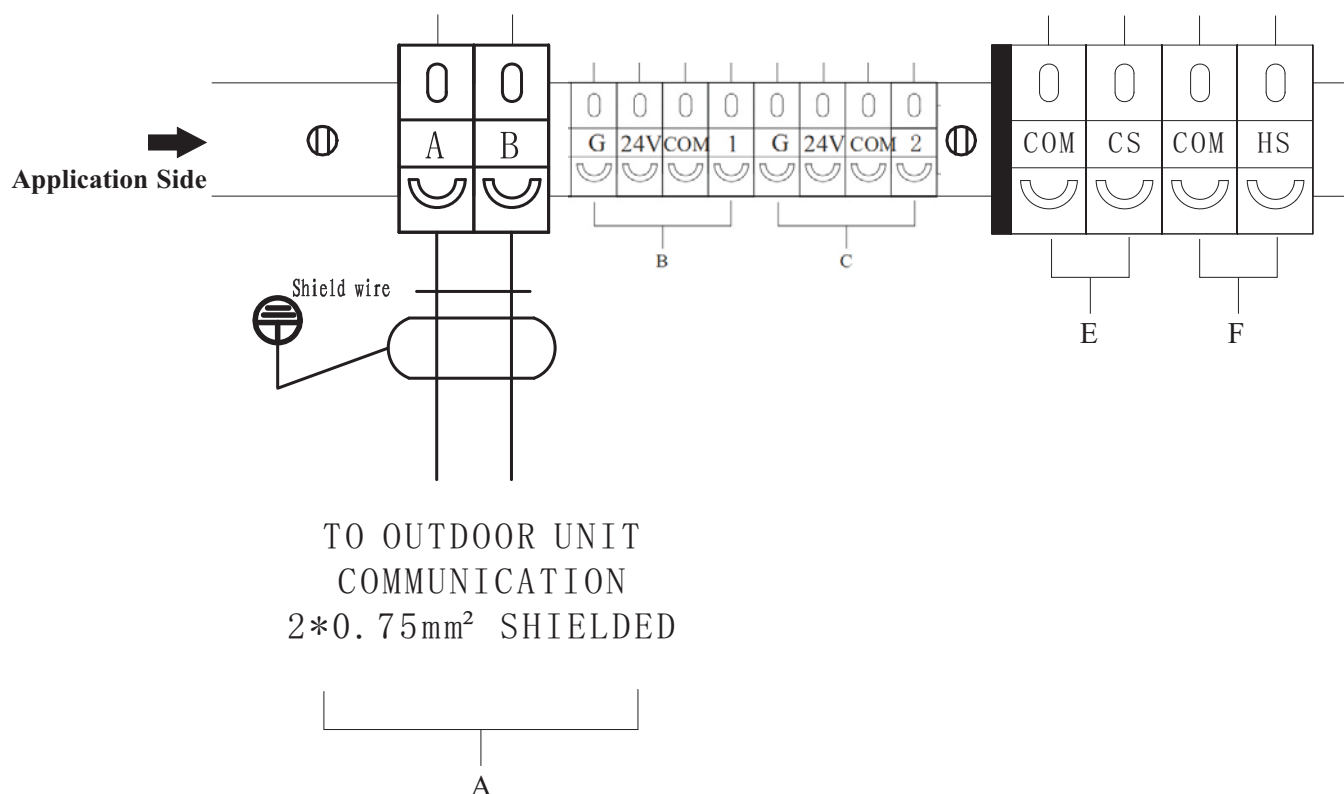 Application Side
A B
G 24V COM 1 G 24V COM 2
COM CS COM HS
B C
E F
Shield wire
TO OUTDOOR UNIT
COMMUNICATION
2*0.75mm² SHIELDED
A